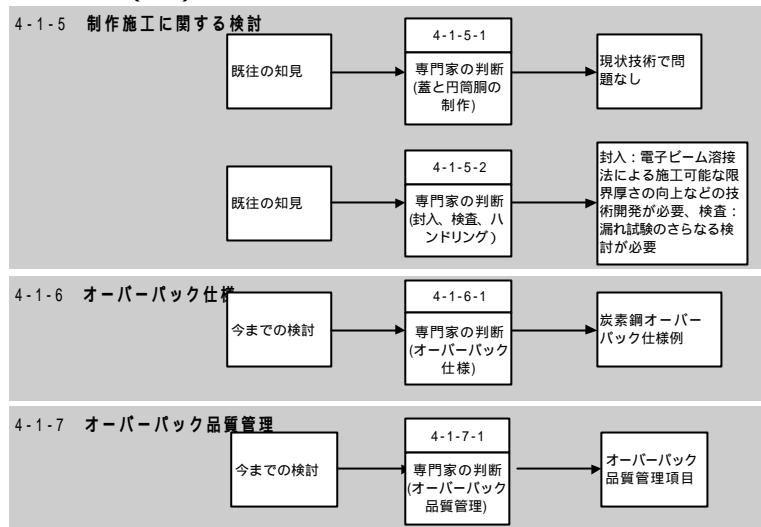 4-1-5 制作施工に関する検討
4-1-5-1
既往の知見
専門家の判断
(蓋と円筒胴の
制作)
現状技術で問
題なし
4-1-5-2
既往の知見
専門家の判断
(封入、検査、ハ
ンドリング)
封入：電子ビーム溶接
法による施工可能な限
界厚さの向上などの技
術開発が必要、検査：
漏れ試験のさらなる検
討が必要
4-1-6 オーバーパック仕様
4-1-6-1
今までの検討
専門家の判断
(オーバーパック
仕様)
炭素鋼オーバー
パック仕様例
4-1-7 オーバーパック品質管理
4-1-7-1
今までの検討
専門家の判断
(オーバーパック
品質管理)
オーバーパック
品質管理項目